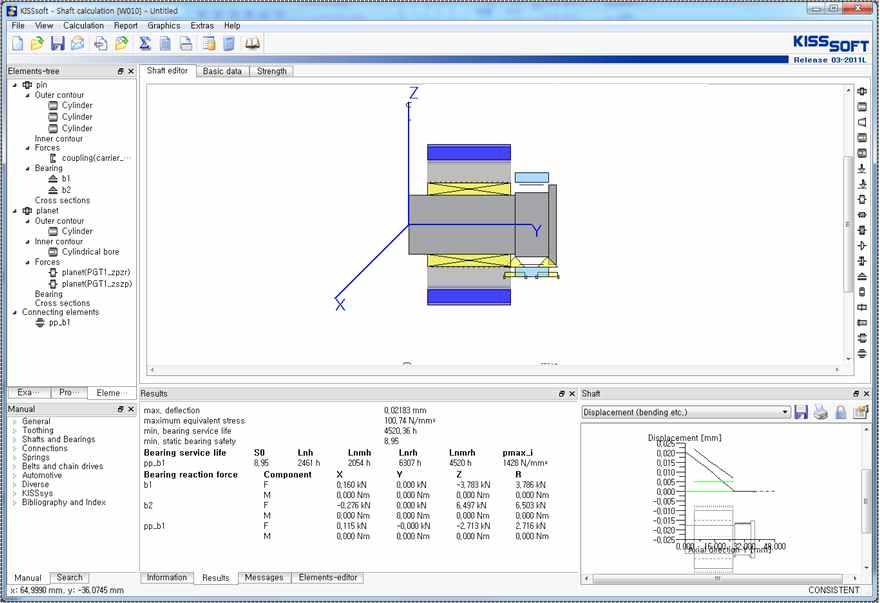 KISSsoft - Shaft calculation [W010] - Untitled
File View Calculation Report Graphics Extras Help
KISSSOFT
Release 03-2011L
Elements-tree
Shaft editor Basic data Strength
pin
Outer contour
Cylinder
Cylinder
Cylinder
Inner contour
Forces
coupling(carrier_···
Bearing
b1
b2
Cross sections
planet
Outer contour
Cylinder
Inner contour
Cylindrical bore
Forces
planet(PGT1_zpzr)
planet(PGT1_zszp)
Bearing
Cross sections
Connecting elements
pp_b1
Z
Y
X
Exa··· Pro··· Eleme···
Manual
General
Toothing
Shafts and Bearings
Connections
Springs
Belts and chain drives
Automotive
Diverse
KISSsys
Bibliography and Index
Manual Search
Results
max, deflection 0,02183 mm
maximum equivalent stress 100,74 N/mm²
min, bearing service life 4520,36 h
min, static bearing safety 8,95
Bearing service life S0 Lnh Lnmh Lnrh Lnmrh pmax_i
pp_b1 8,95 2461 h 2054 h 6307 h 4520 h 1428 N/mm²
Bearing reaction force Component X Y Z R
b1 F 0,160 kN 0,000 kN -3,783 kN 3,786 kN
M 0,000 Nm 0,000 Nm 0,000 Nm 0,000 Nm
b2 F -0,276 kN 0,000 kN 6,497 kN 6,503 kN
M 0,000 Nm 0,000 Nm 0,000 Nm 0,000 Nm
pp_b1 F 0,115 kN -0,000 kN -2,713 kN 2,716 kN
M 0,000 Nm 0,000 Nm 0,000 Nm 0,000 Nm
Information Results Messages Elements-editor
Shaft
Displacement (bending etc,)
Displacement [mm]
0,025
0,020
0,015
0,010
0,005
0,000
-0,005
-0,010
-0,015
-0,020
-0,025
0,000 16,000 32,000 48,000
Axial direction Y [mm]
x: 64,9990 mm, y: -36,0745 mm
CONSISTENT